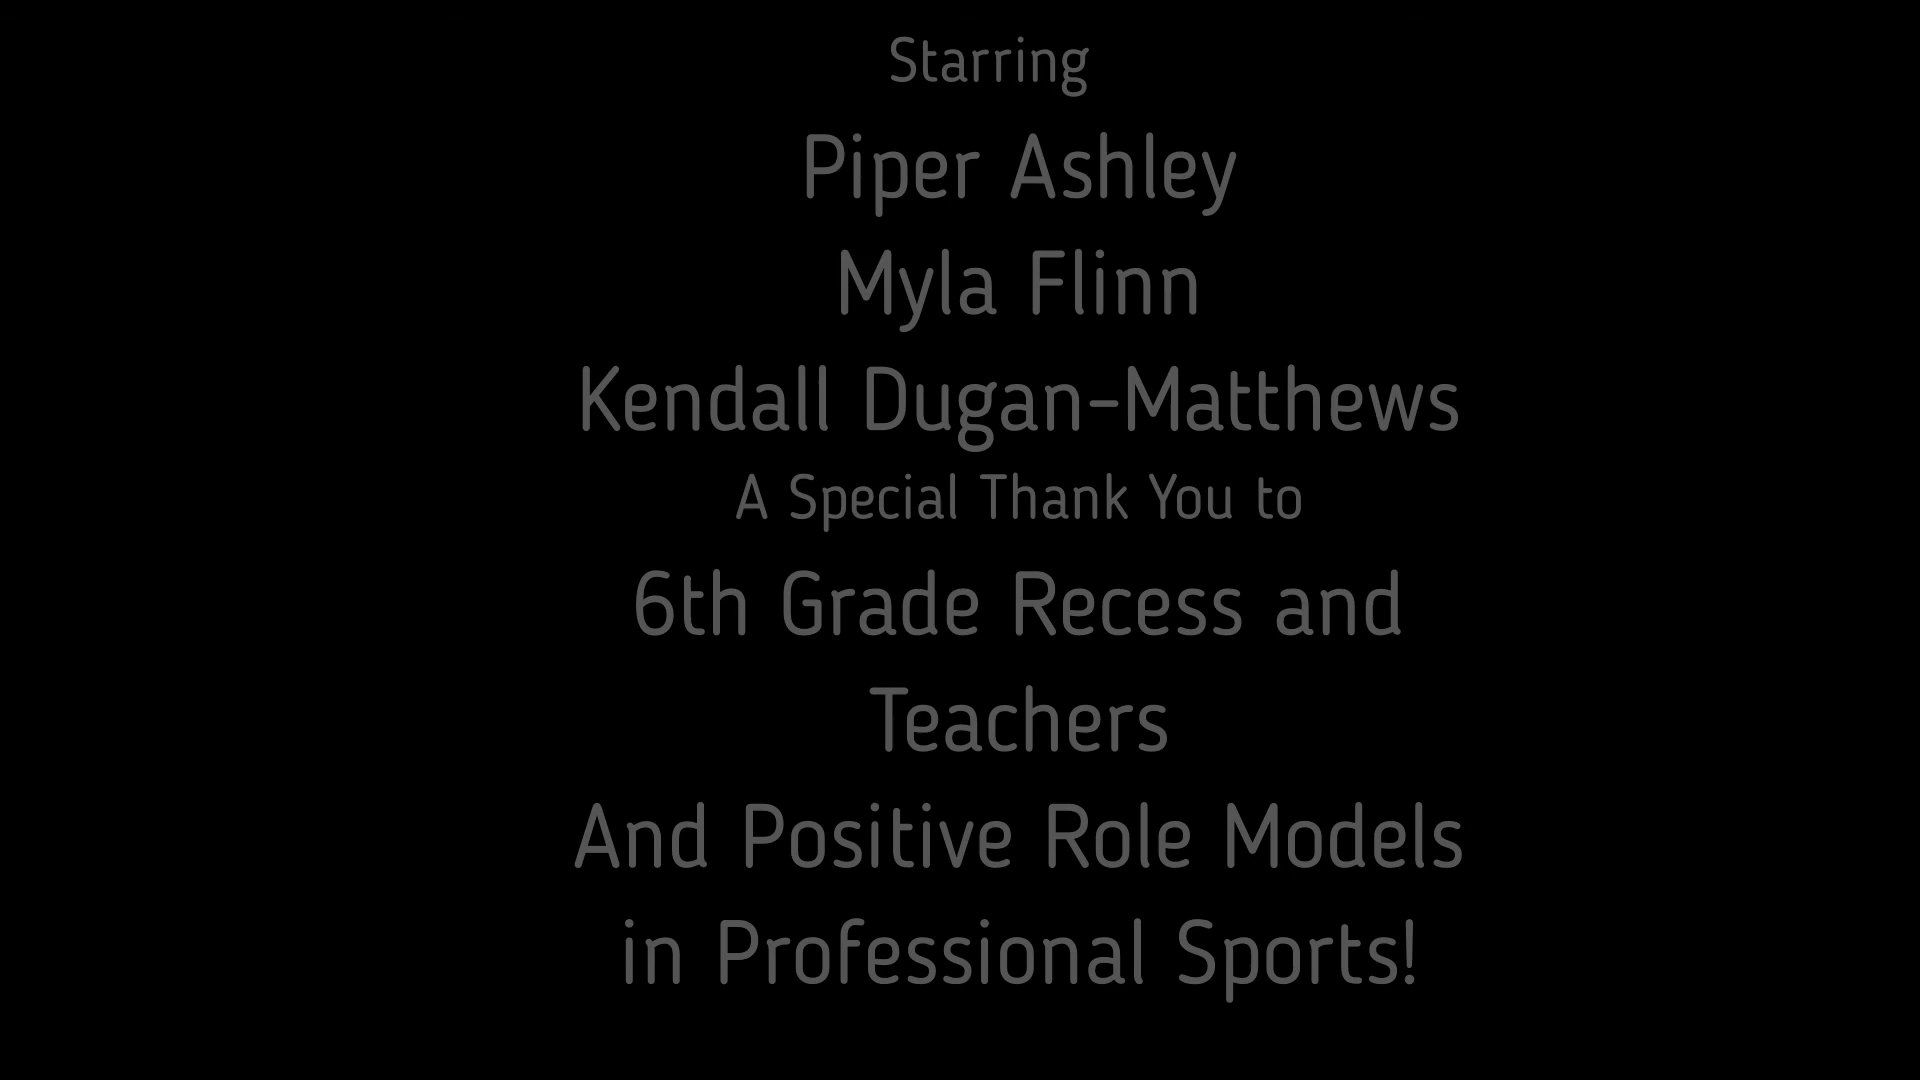 Starring
Piper Ashley
Myla Flinn
Kendall Dugan-Matthews
A Special Thank You to
6th Grade Recess and
Teachers
And Positive Role Models
in Professional Sports!